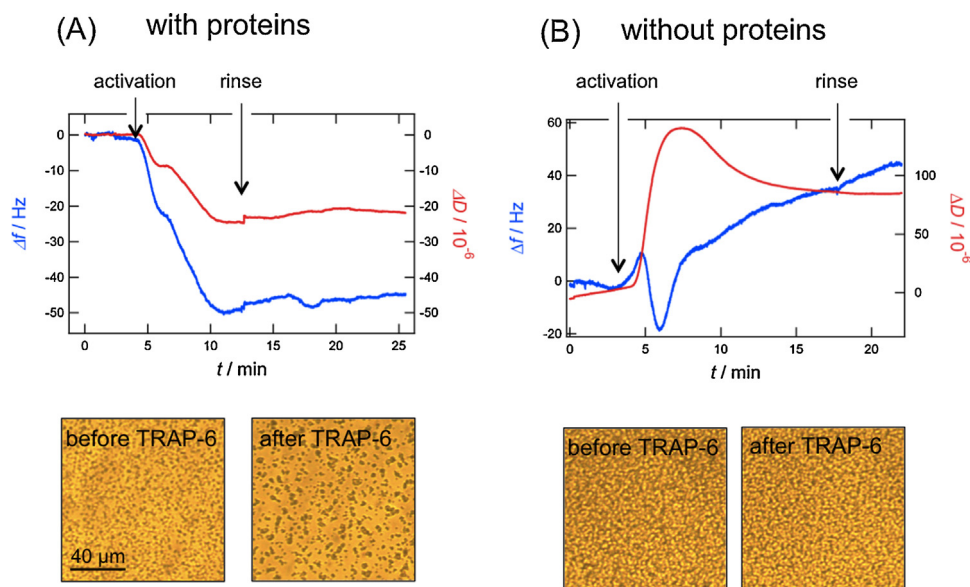 (A) with proteins
activation
rinse
0
-10
-20
-30
-40
-50
Δf / Hz
0
-10
-20
-30
-40
-50
ΔD / 10⁻⁶
0 5 10 15 20 25
t / min
before TRAP-6
40 µm
after TRAP-6
(B) without proteins
activation
rinse
60
40
20
0
-20
Δf / Hz
100
50
0
ΔD / 10⁻⁶
0 5 10 15 20
t / min
before TRAP-6
after TRAP-6